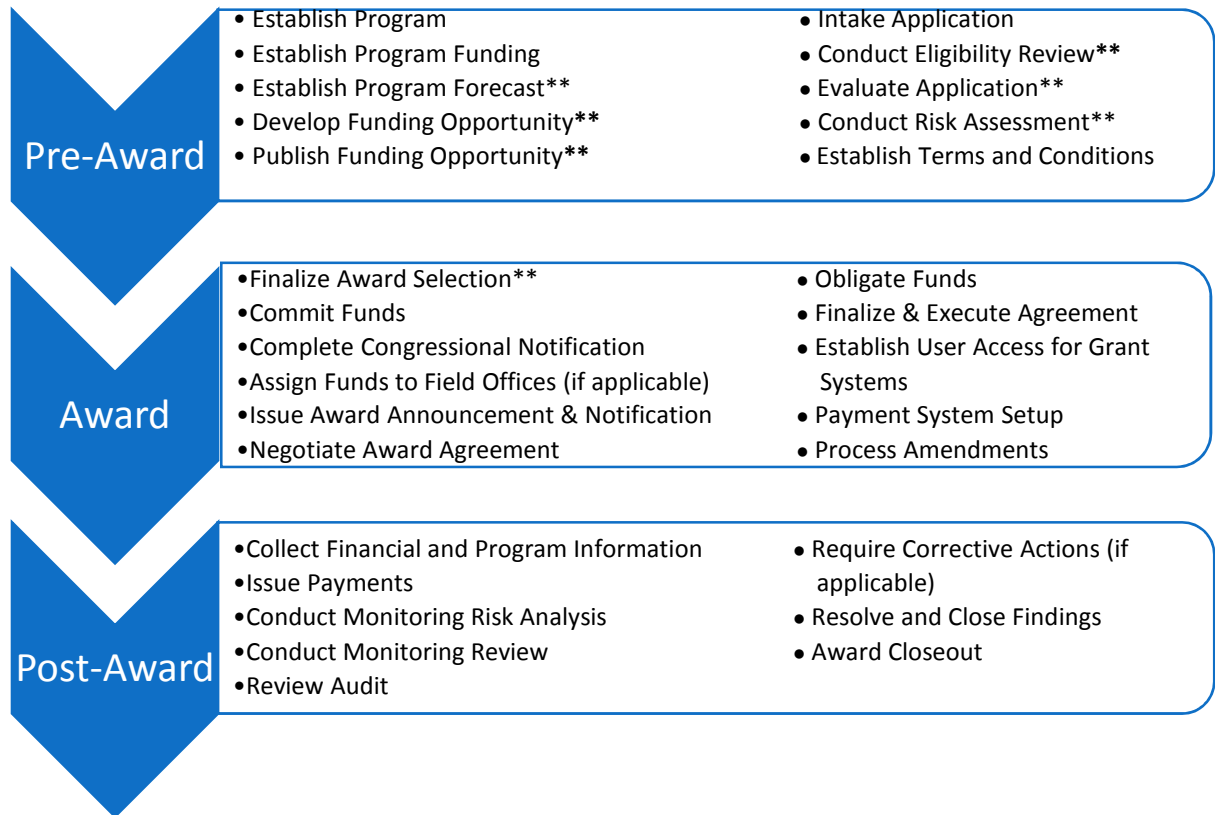 Pre-Award
• Establish Program
• Establish Program Funding
• Establish Program Forecast**
• Develop Funding Opportunity**
• Publish Funding Opportunity**
• Intake Application
• Conduct Eligibility Review**
• Evaluate Application**
• Conduct Risk Assessment**
• Establish Terms and Conditions
Award
•Finalize Award Selection**
•Commit Funds
•Complete Congressional Notification
•Assign Funds to Field Offices (if applicable)
•Issue Award Announcement & Notification
•Negotiate Award Agreement
• Obligate Funds
• Finalize & Execute Agreement
• Establish User Access for Grant
Systems
• Payment System Setup
• Process Amendments
Post-Award
•Collect Financial and Program Information
•Issue Payments
•Conduct Monitoring Risk Analysis
•Conduct Monitoring Review
•Review Audit
• Require Corrective Actions (if
applicable)
• Resolve and Close Findings
• Award Closeout